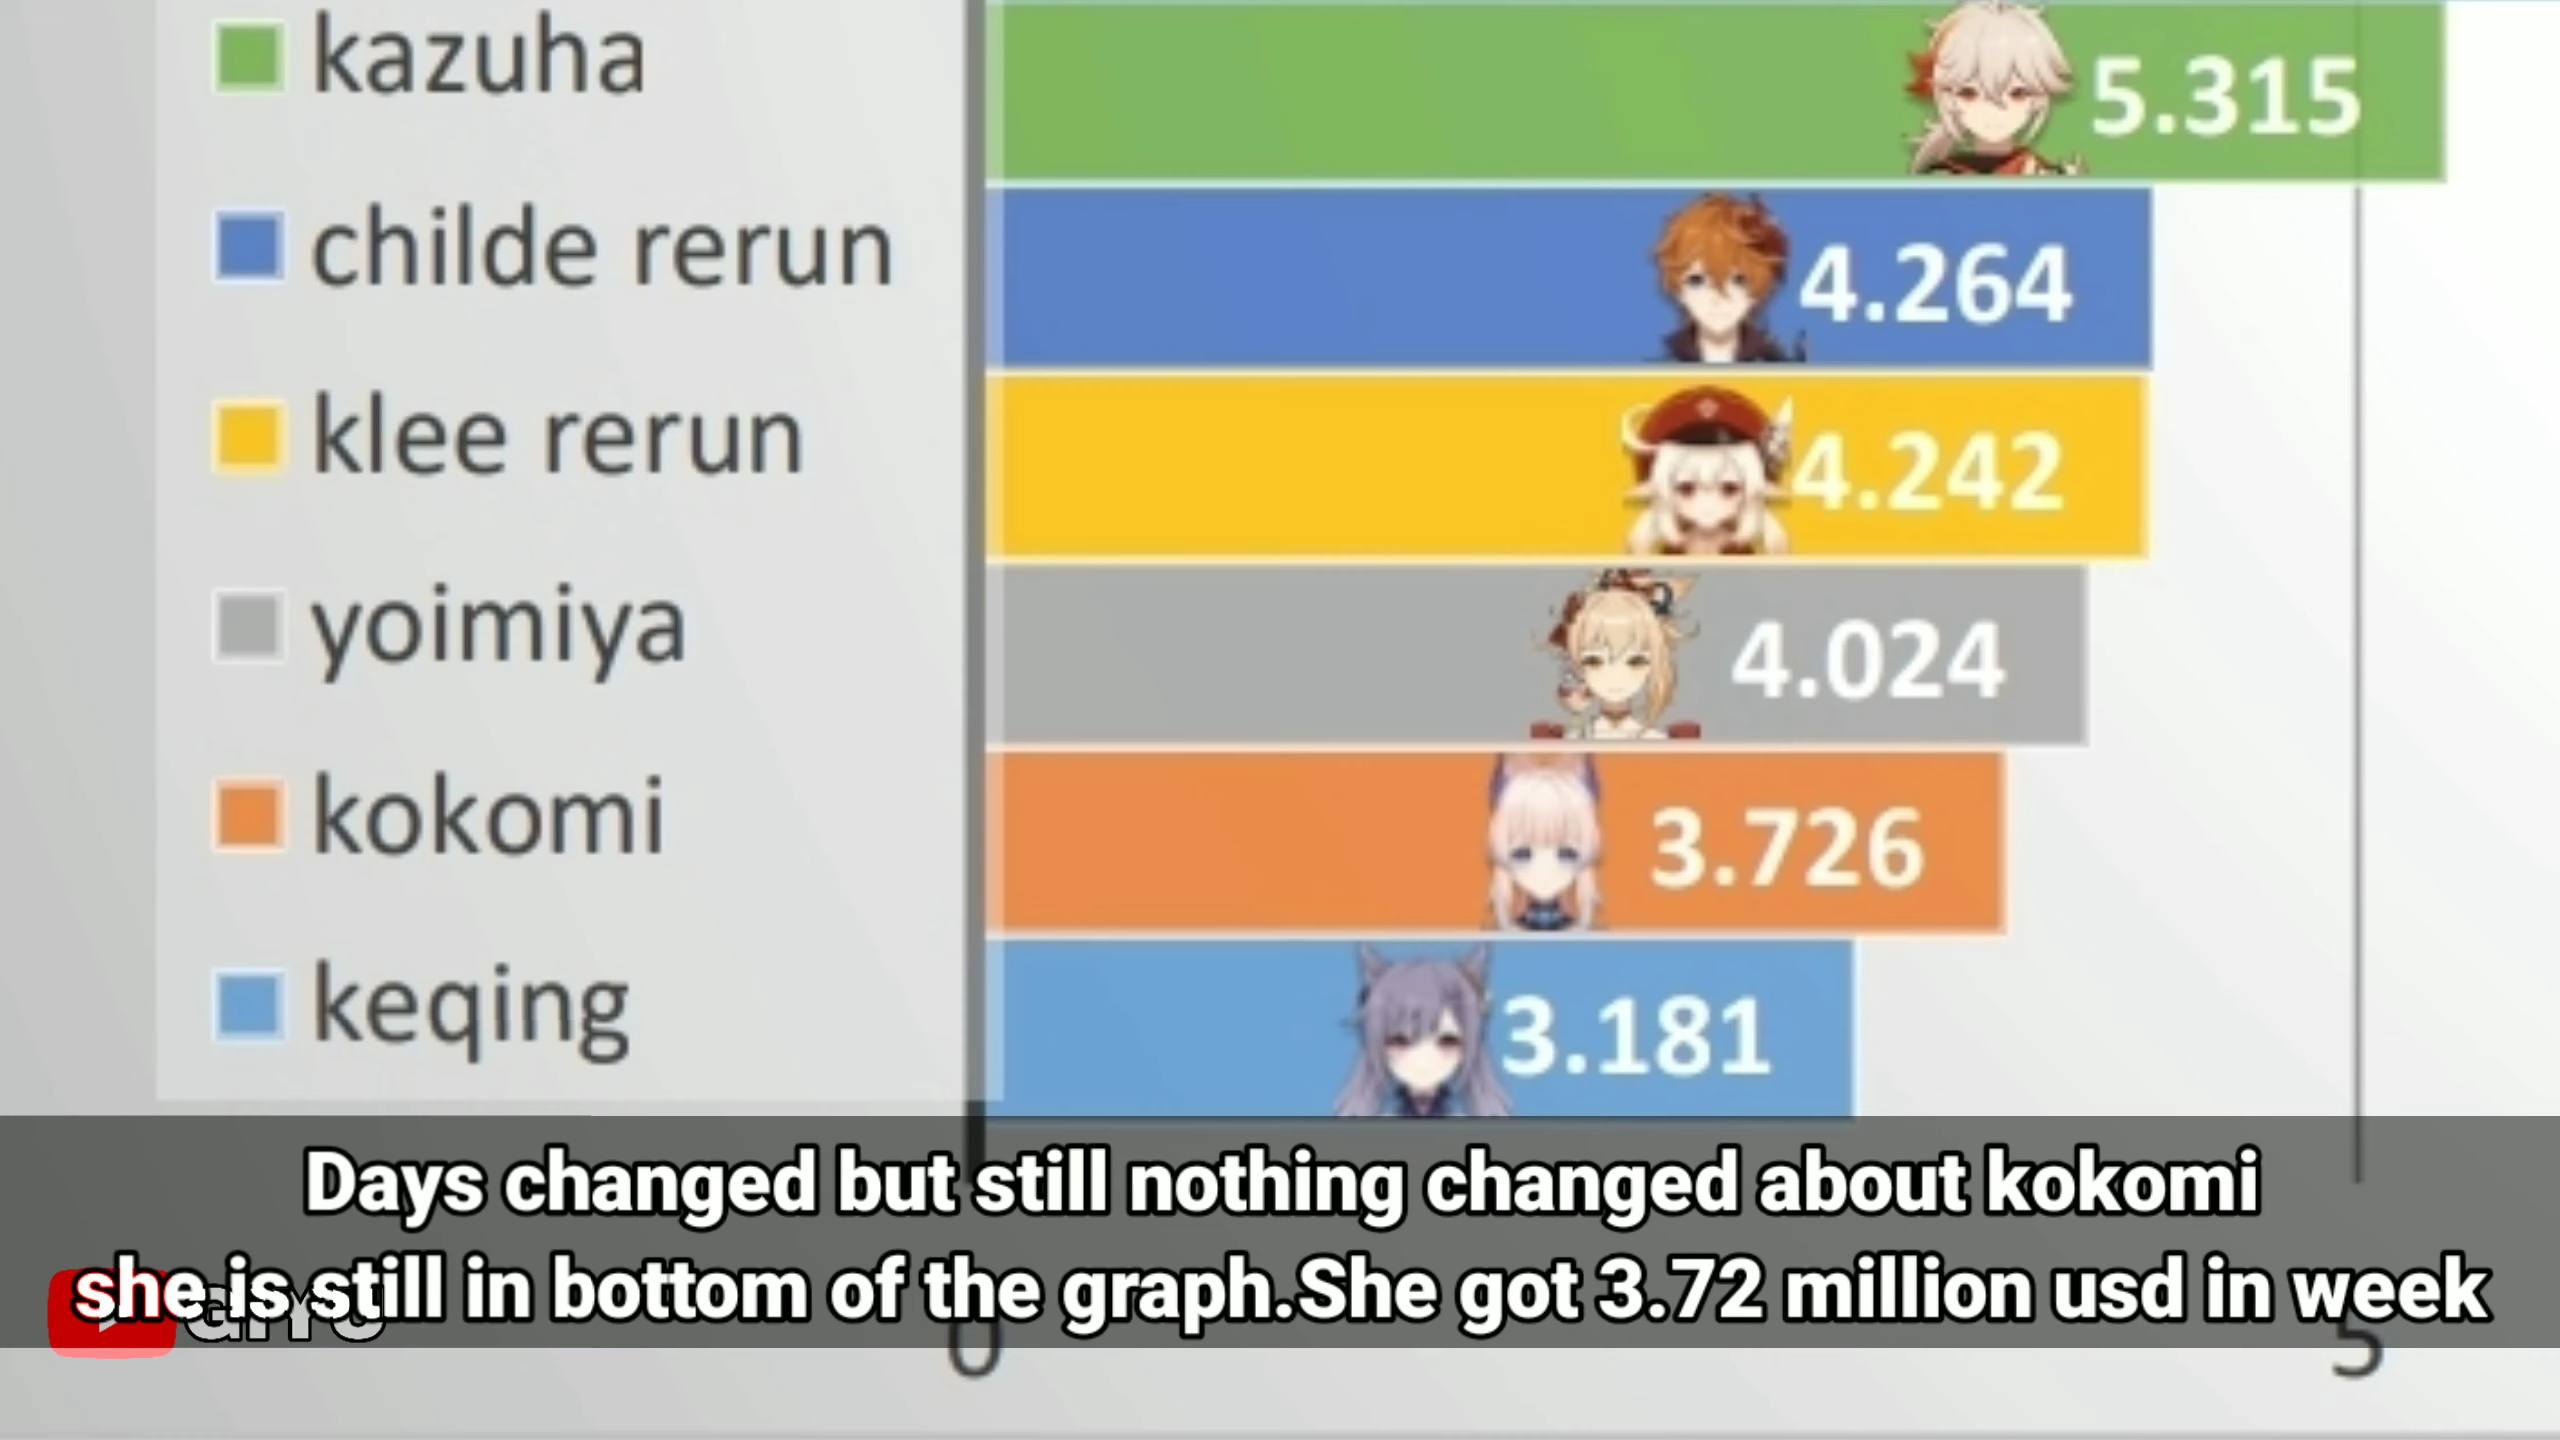 kazuha 5.315
childe rerun 4.264
klee rerun 4.242
yoimiya 4.024
kokomi 3.726
keqing 3.181
Days changed but still nothing changed about kokomi
she is still in bottom of the graph.She got 3.72 million usd in week
0 5